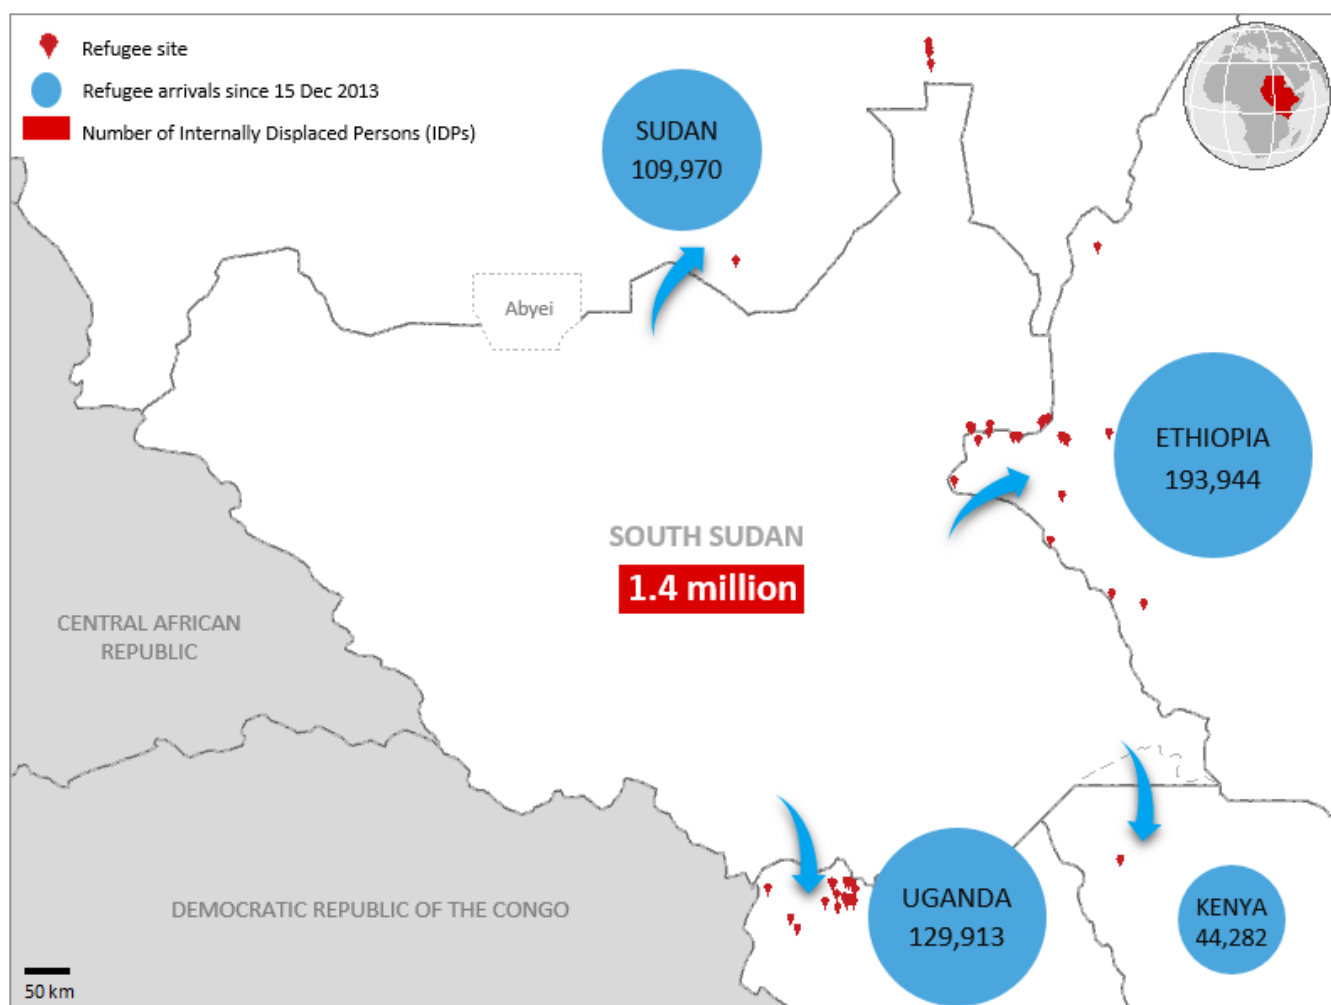 Refugee site
Refugee arrivals since 15 Dec 2013
Number of Internally Displaced Persons (IDPs)
SUDAN
109,970
Abyei
ETHIOPIA
193,944
SOUTH SUDAN
1.4 million
CENTRAL AFRICAN
REPUBLIC
DEMOCRATIC REPUBLIC OF THE CONGO
UGANDA
129,913
KENYA
44,282
50 km